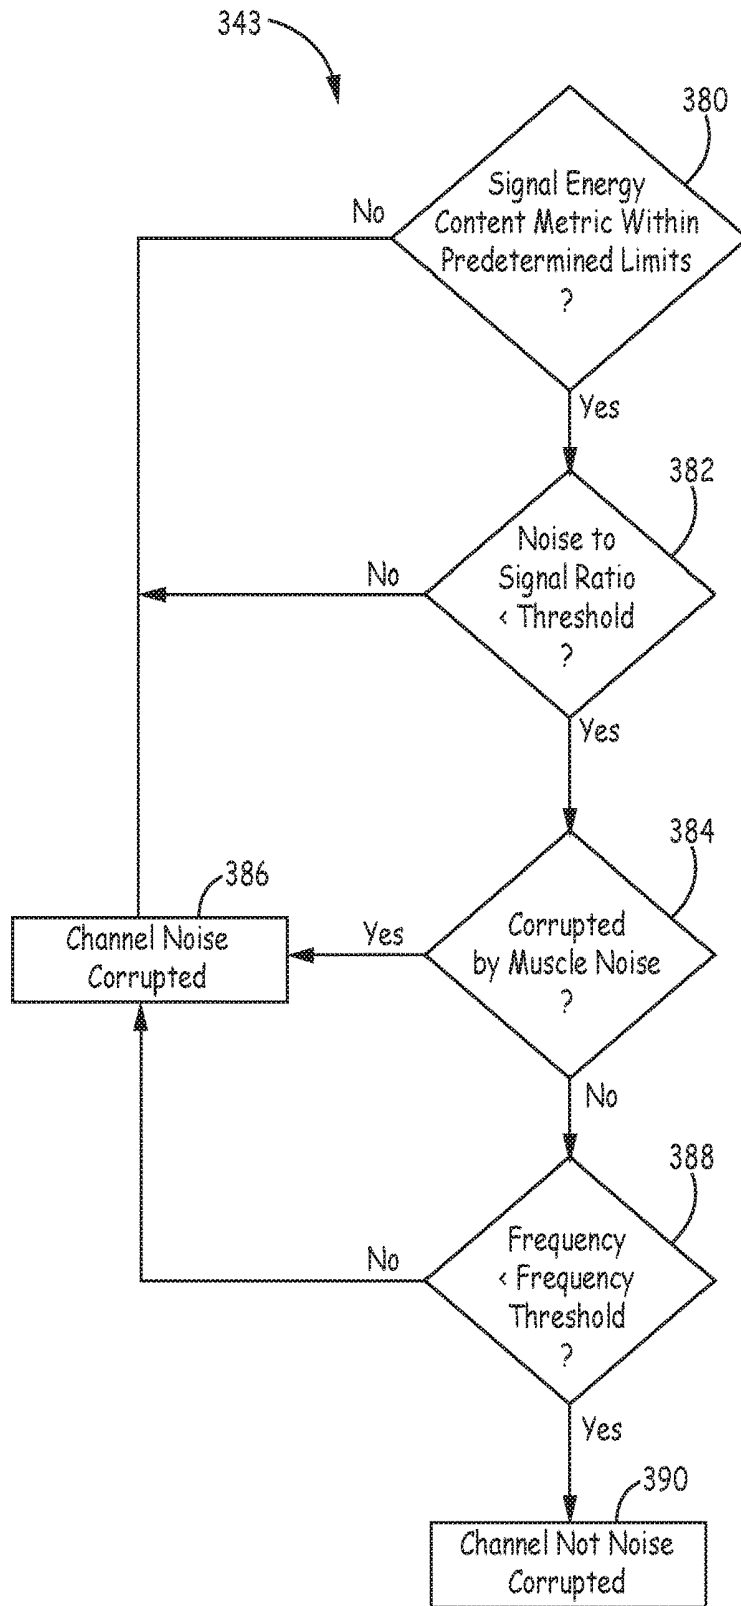 343
380
Signal Energy
Content Metric Within
Predetermined Limits
?
No
Yes
382
Noise to
Signal Ratio
< Threshold
?
No
Yes
384
386
Channel Noise
Corrupted
Yes
Corrupted
by Muscle Noise
?
No
388
Frequency
< Frequency
Threshold
?
No
Yes
390
Channel Not Noise
Corrupted